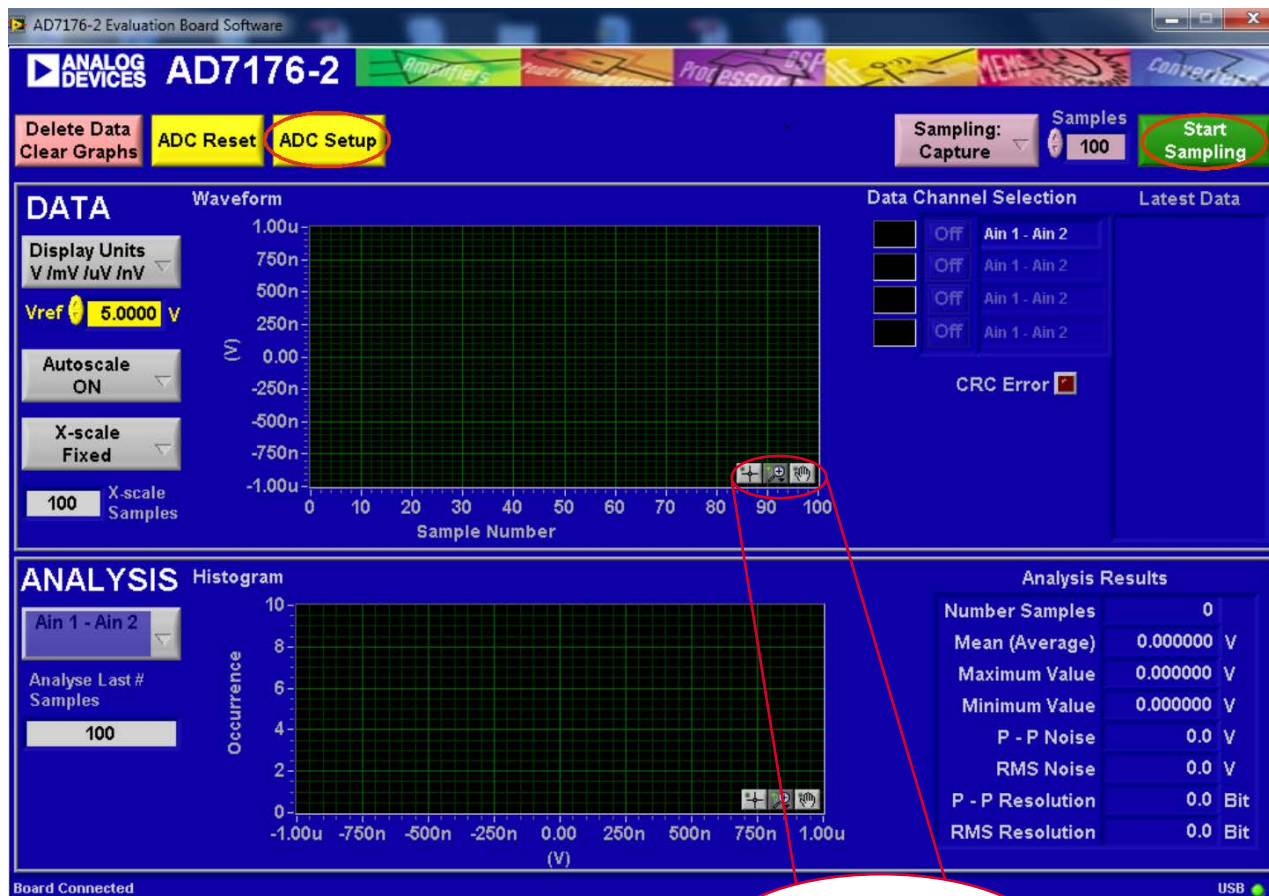 AD7176-2 Evaluation Board Software
ANALOG DEVICES AD7176-2
Amplifiers Power Management Processors DSP MEMS Converters
Delete Data
Clear Graphs
ADC Reset
ADC Setup
Sampling:
Capture
Samples
100
Start
Sampling
DATA
Display Units
V /mV /uV /nV
Vref 5.0000 V
Autoscale
ON
X-scale
Fixed
100 X-scale
Samples
Waveform
1.00u
750n
500n
250n
0.00
-250n
-500n
-750n
-1.00u
(V)
0 10 20 30 40 50 60 70 80 90 100
Sample Number
Data Channel Selection
Off Ain 1 - Ain 2
Off Ain 1 - Ain 2
Off Ain 1 - Ain 2
Off Ain 1 - Ain 2
CRC Error
Latest Data
ANALYSIS
Ain 1 - Ain 2
Analyse Last #
Samples
100
Histogram
10
8
6
4
2
0
Occurrence
-1.00u -750n -500n -250n 0.00 250n 500n 750n 1.00u
(V)
Analysis Results
Number Samples 0
Mean (Average) 0.000000 V
Maximum Value 0.000000 V
Minimum Value 0.000000 V
P - P Noise 0.0 V
RMS Noise 0.0 V
P - P Resolution 0.0 Bit
RMS Resolution 0.0 Bit
Board Connected
USB